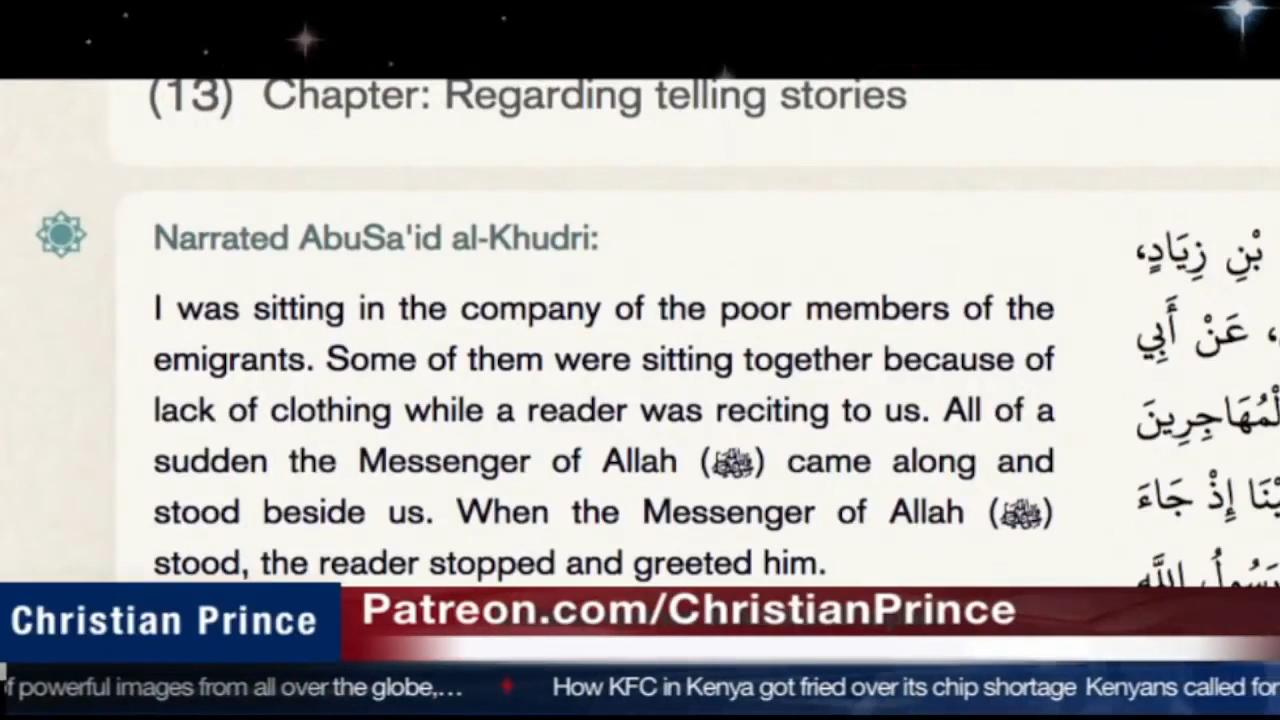 (13) Chapter: Regarding telling stories
Narrated AbuSa'id al-Khudri:
I was sitting in the company of the poor members of the
emigrants. Some of them were sitting together because of
lack of clothing while a reader was reciting to us. All of a
sudden the Messenger of Allah (ﷺ) came along and
stood beside us. When the Messenger of Allah (ﷺ)
stood, the reader stopped and greeted him.
بْنِ زِيَادٍ،
، عَنْ أَبِي
لْمُهَاجِرِينَ
يْنَا إِذْ جَاءَ
رَسُولُ اللَّهِ
Christian Prince
Patreon.com/ChristianPrince
f powerful images from all over the globe,... How KFC in Kenya got fried over its chip shortage Kenyans called for